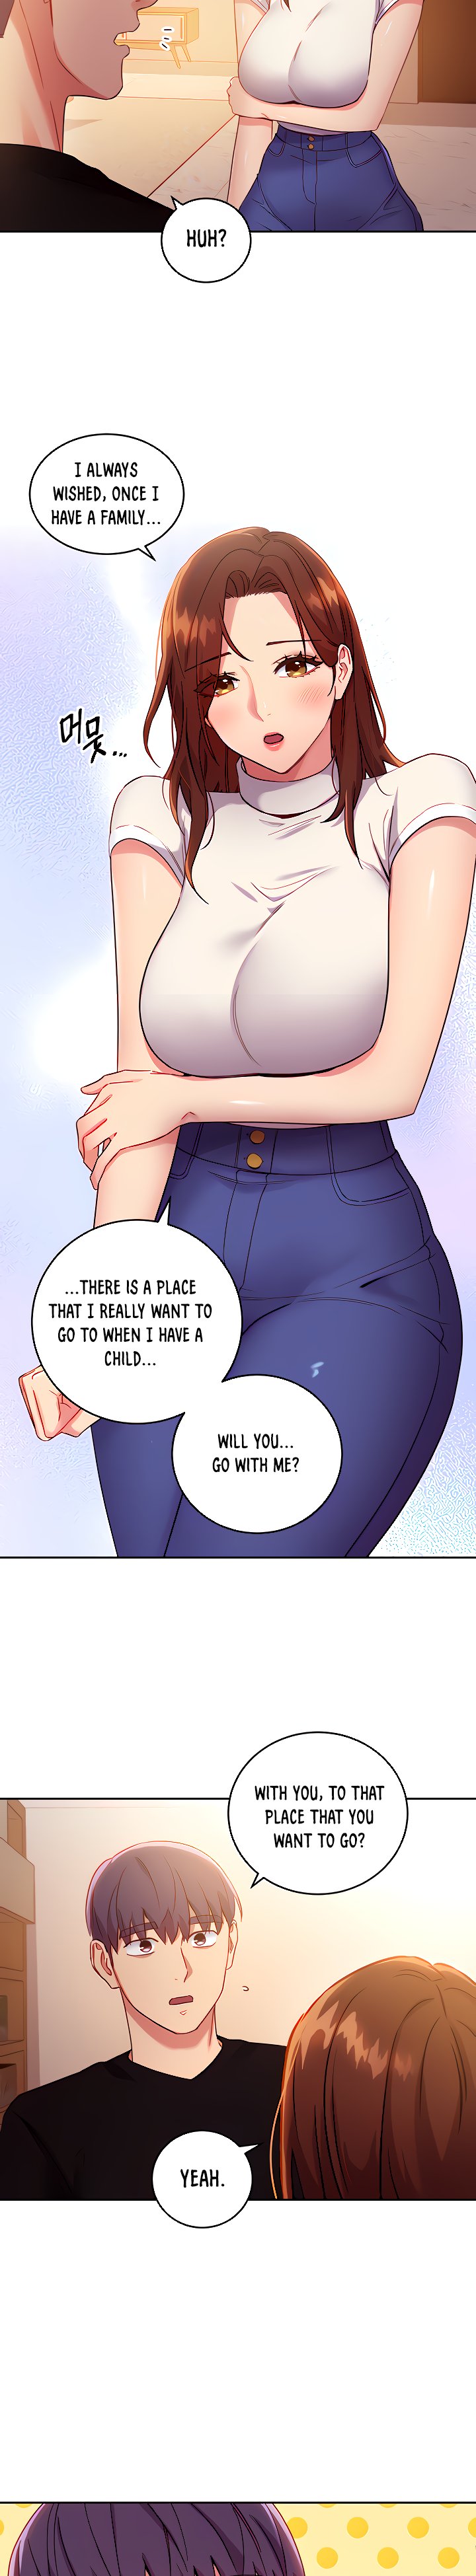 HUH?
I ALWAYS
WISHED, ONCE I
HAVE A FAMILY...
머뭇...
...THERE IS A PLACE
THAT I REALLY WANT TO
GO TO WHEN I HAVE A
CHILD...
WILL YOU...
GO WITH ME?
WITH YOU, TO THAT
PLACE THAT YOU
WANT TO GO?
YEAH.